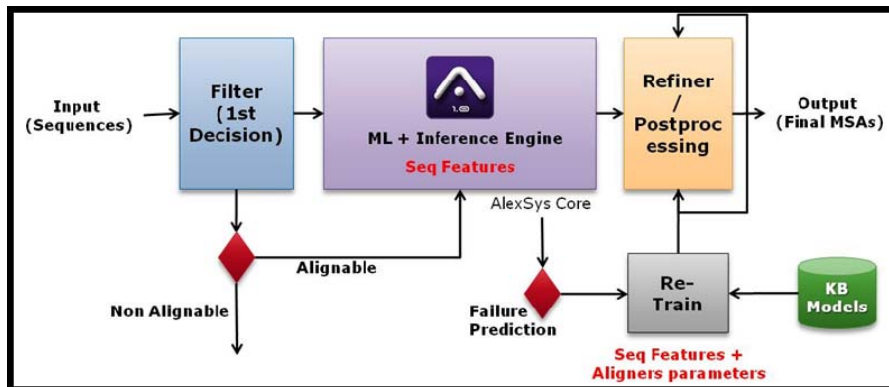 Input
(Sequences)
Filter
(1st
Decision)
1.00
ML + Inference Engine
Seq Features
Refiner
/
Postproc
essing
Output
(Final MSAs)
AlexSys Core
Alignable
Non Alignable
Failure
Prediction
Re-
Train
KB
Models
Seq Features +
Aligners parameters